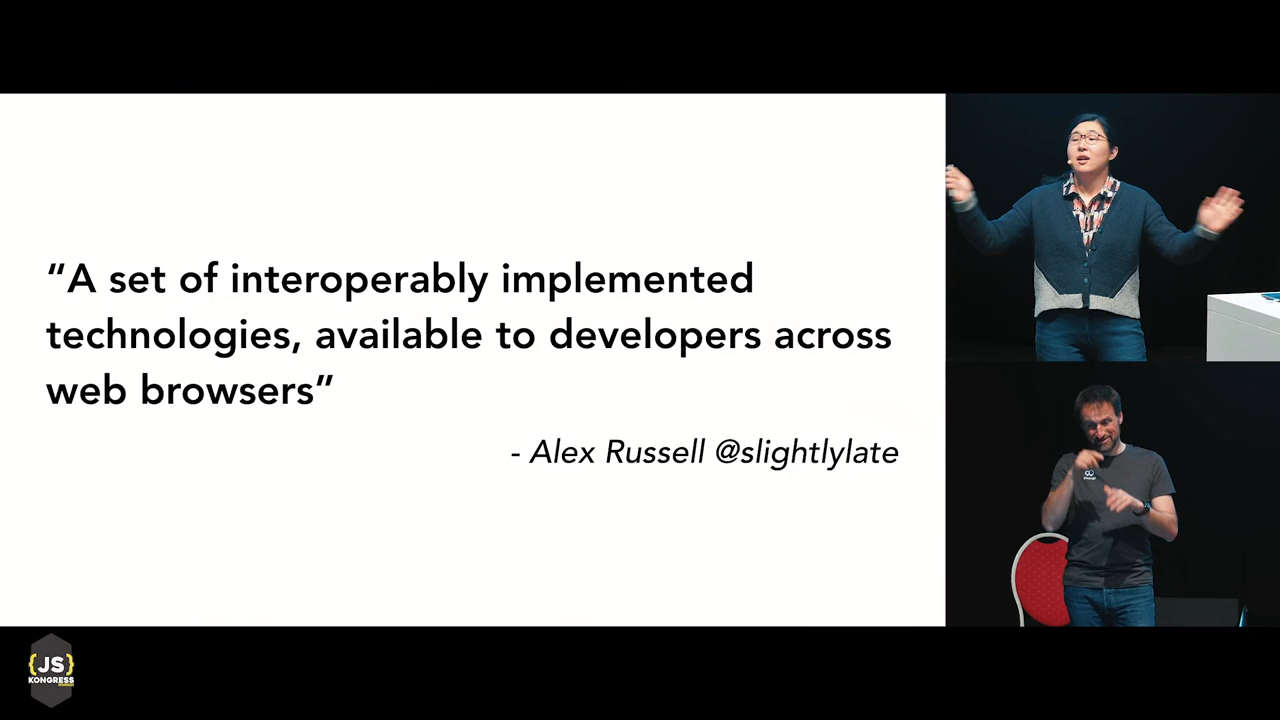 “A set of interoperably implemented
technologies, available to developers across
web browsers”
- Alex Russell @slightlylate
{JS}
KONGRESS